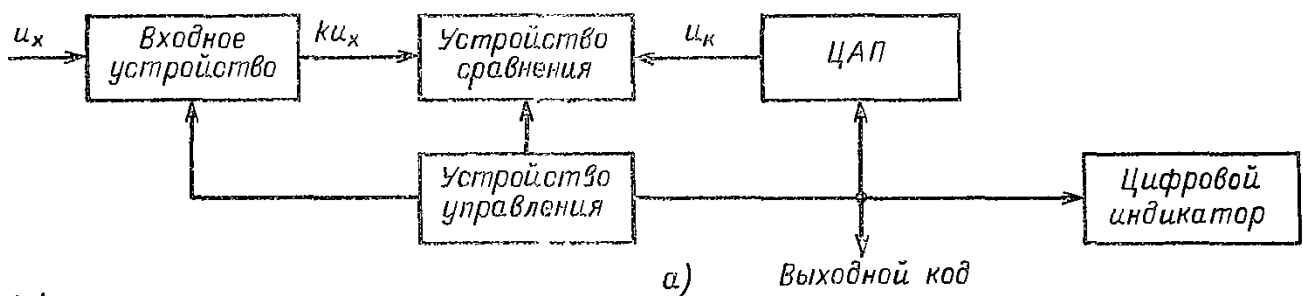 uₓ
Входное
устройство
kuₓ
Устройство
сравнения
uₖ
ЦАП
Устройство
управления
Цифровой
индикатор
а)
Выходной код